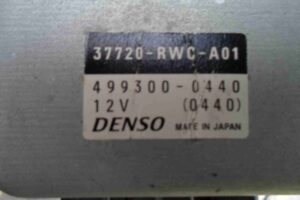 37720-RWC-A01
499300-0440
12V (0440)
DENSO MADE IN JAPAN